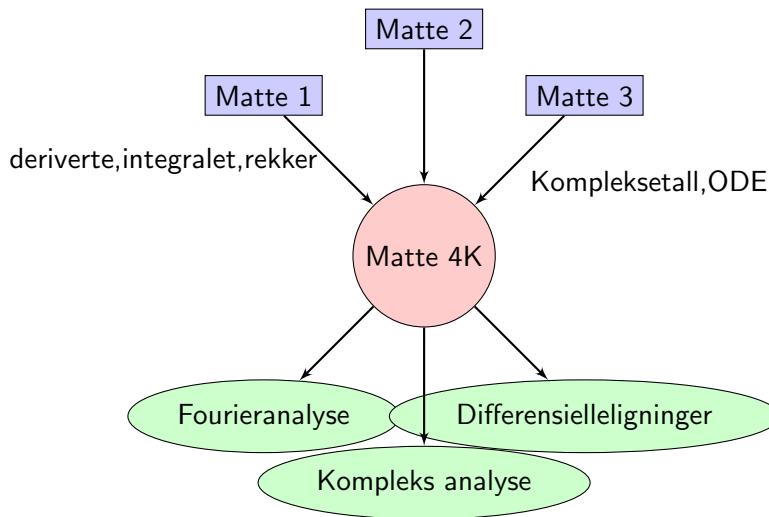 Matte 2
Matte 1
Matte 3
deriverte,integralet,rekker
Kompleksetall,ODE
Matte 4K
Fourieranalyse
Differensielleligninger
Kompleks analyse